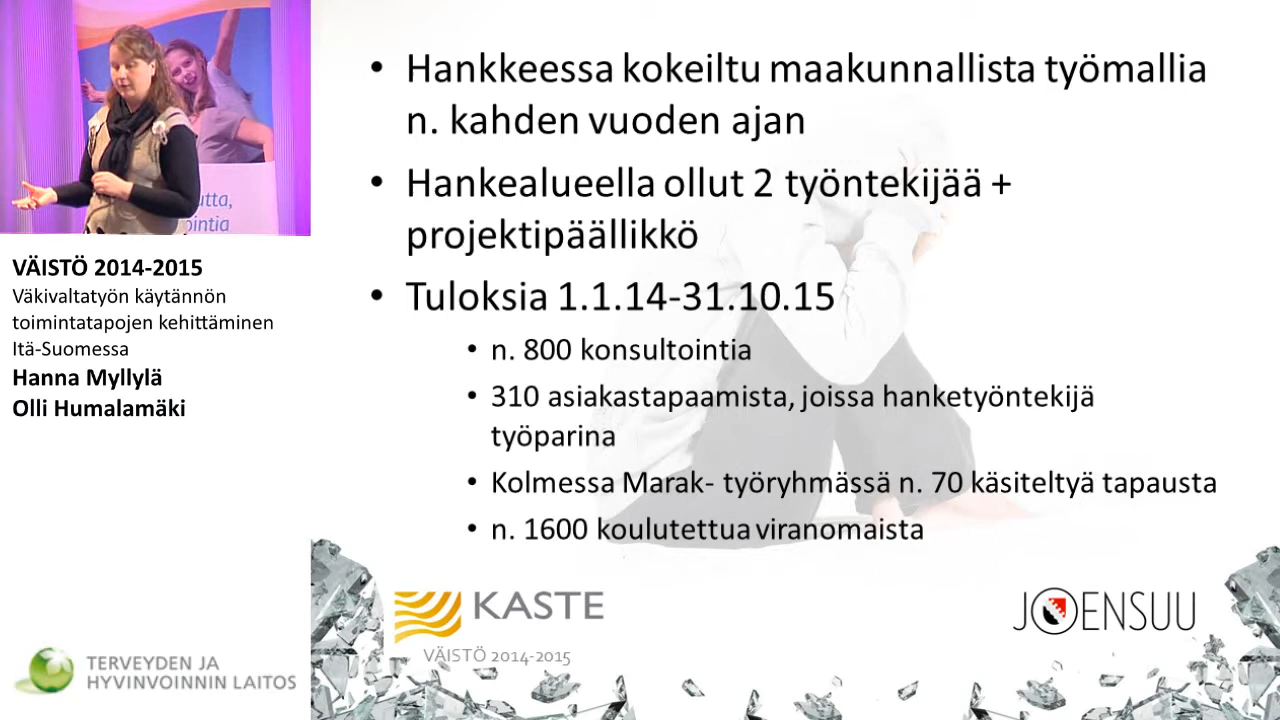 utta,
ointia
VÄISTÖ 2014-2015
Väkivaltatyön käytännön
toimintatapojen kehittäminen
Itä-Suomessa
Hanna Myllylä
Olli Humalamäki
TERVEYDEN JA
HYVINVOINNIN LAITOS
• Hankkeessa kokeiltu maakunnallista työmallia
n. kahden vuoden ajan
• Hankealueella ollut 2 työntekijää +
projektipäällikkö
• Tuloksia 1.1.14-31.10.15
• n. 800 konsultointia
• 310 asiakastapaamista, joissa hanketyöntekijä
työparina
• Kolmessa Marak- työryhmässä n. 70 käsiteltyä tapausta
• n. 1600 koulutettua viranomaista
KASTE
VÄISTÖ 2014-2015
JOENSUU